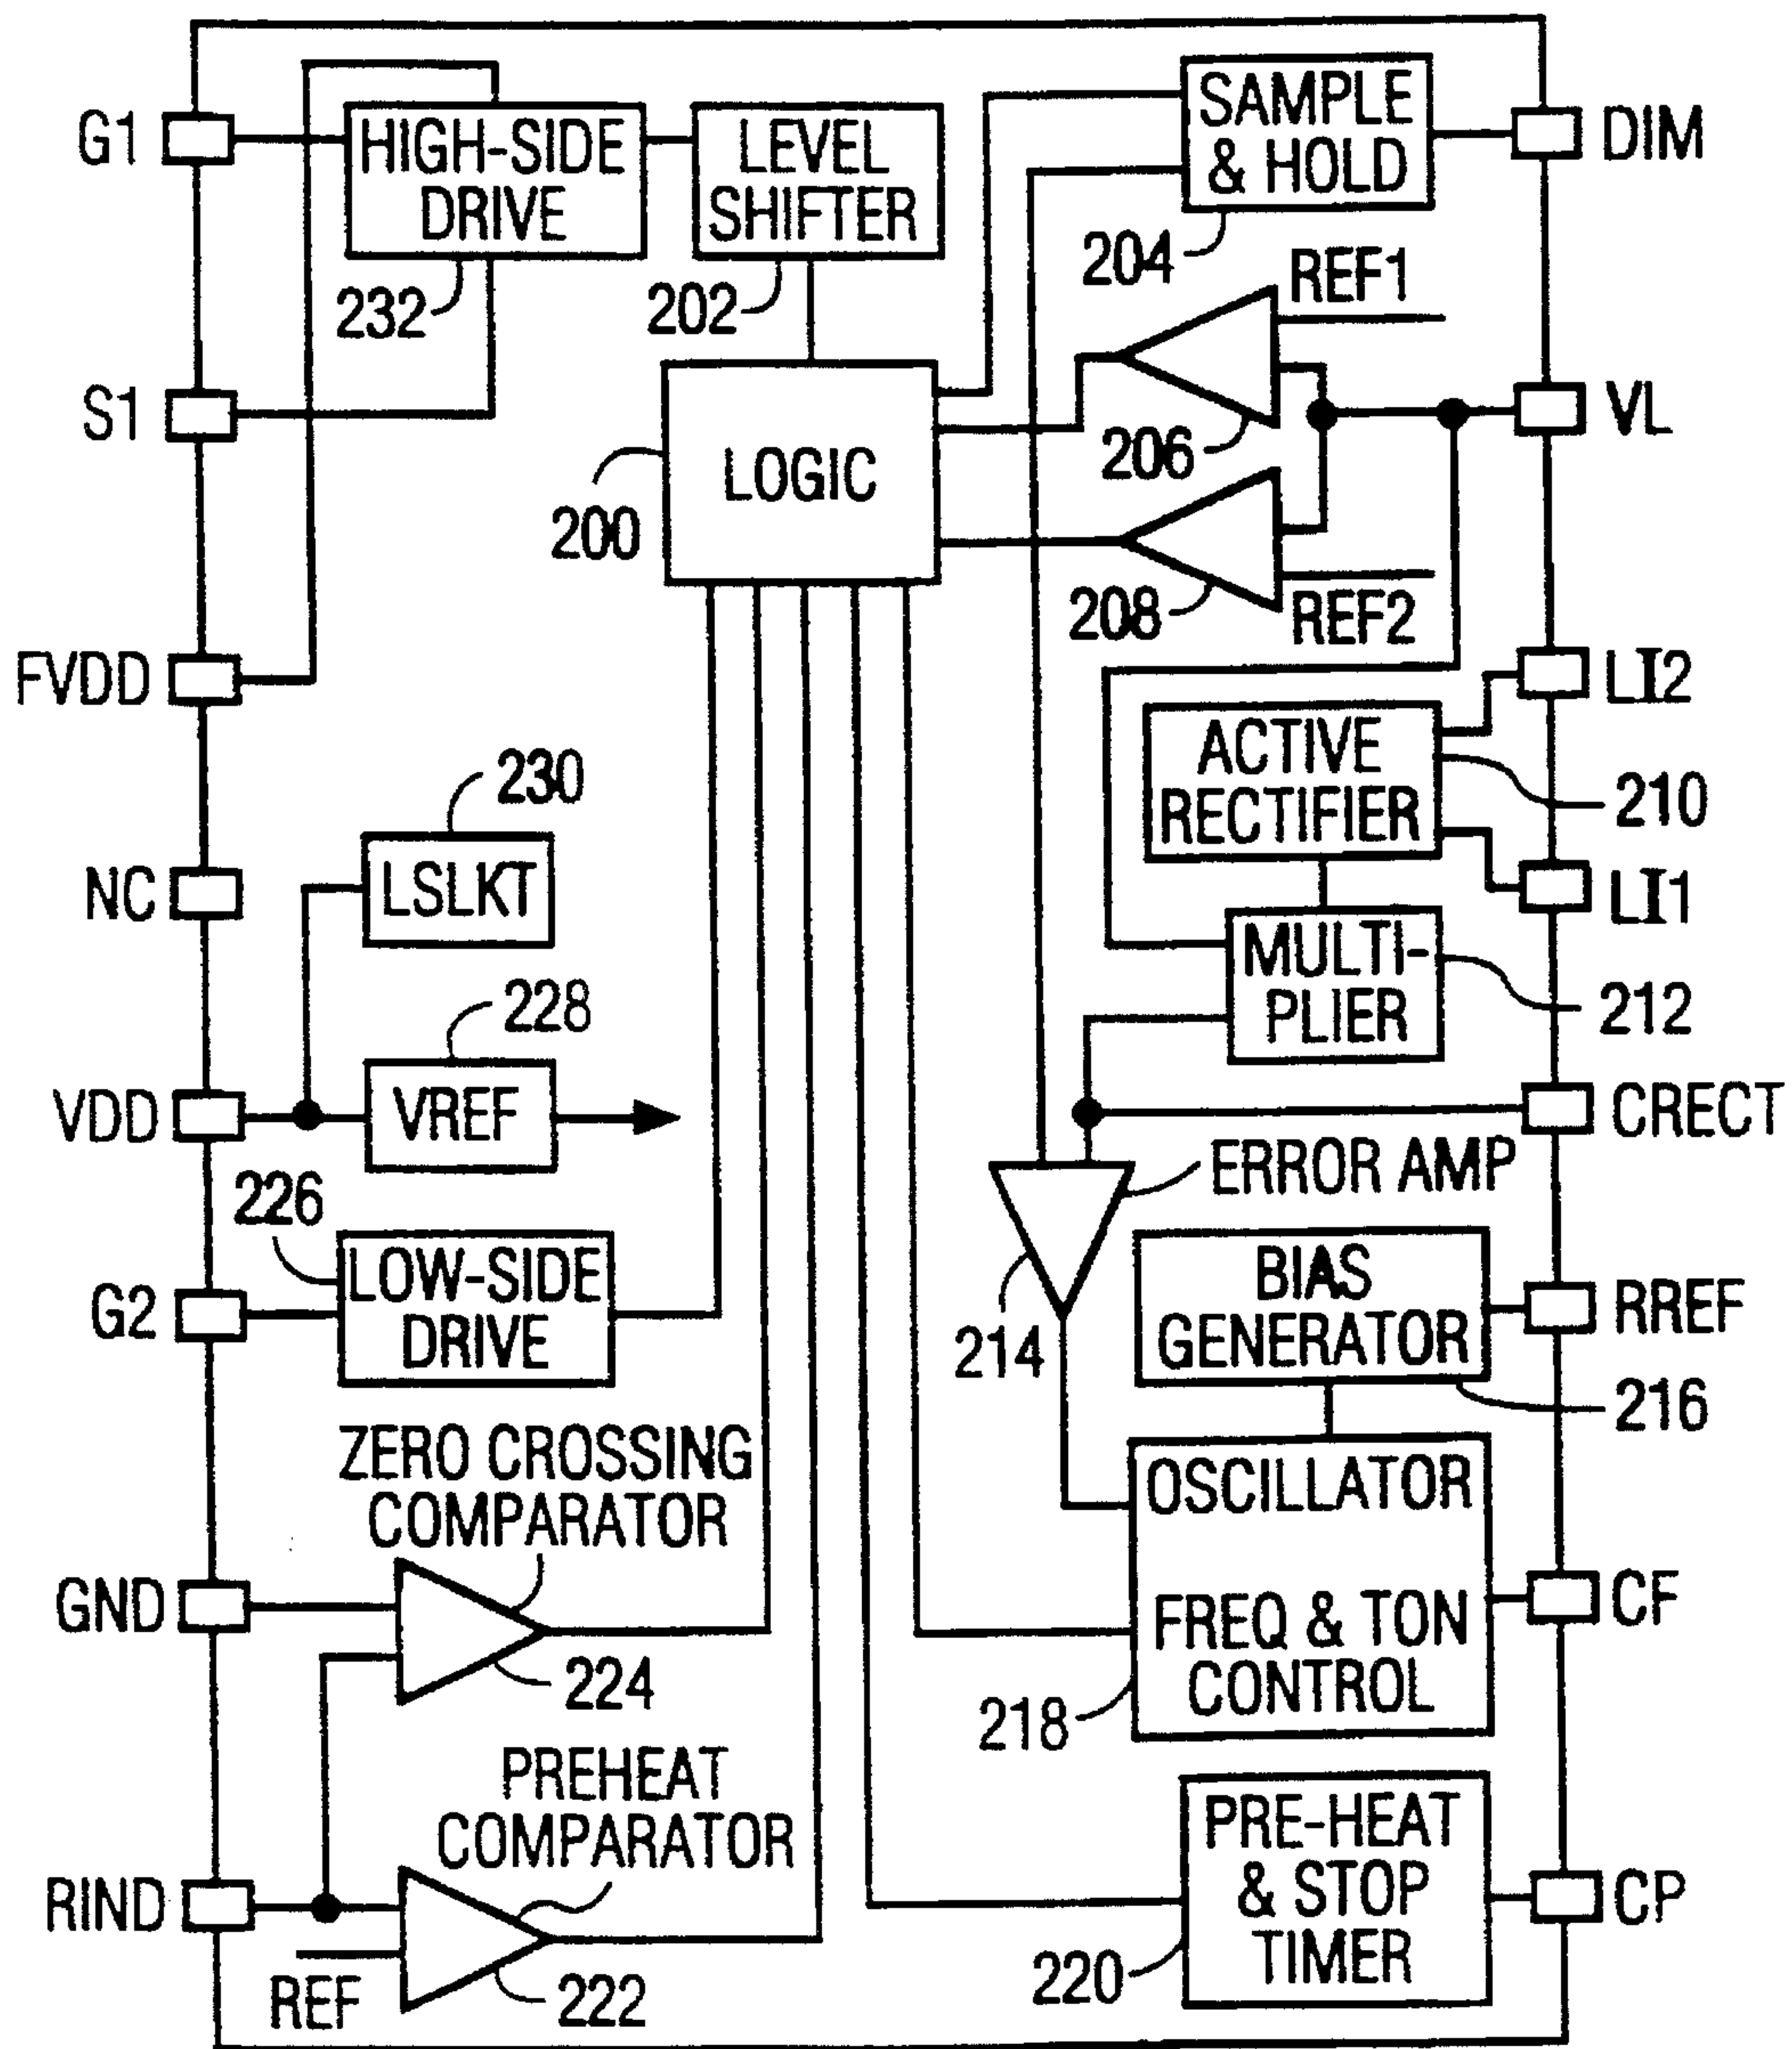 G1
HIGH-SIDE
DRIVE
232
LEVEL
SHIFTER
202
SAMPLE
& HOLD
204
DIM
REF1
206
S1
VL
LOGIC
200
208
REF2
FVDD
LI2
ACTIVE
RECTIFIER
210
230
LSLKT
NC
LI1
MULTI-
PLIER
212
228
VREF
VDD
CRECT
ERROR AMP
214
226
LOW-SIDE
DRIVE
G2
BIAS
GENERATOR
RREF
216
ZERO CROSSING
COMPARATOR
OSCILLATOR
FREQ & TON
CONTROL
218
GND
CF
224
PREHEAT
COMPARATOR
PRE-HEAT
& STOP
TIMER
220
RIND
CP
REF
222